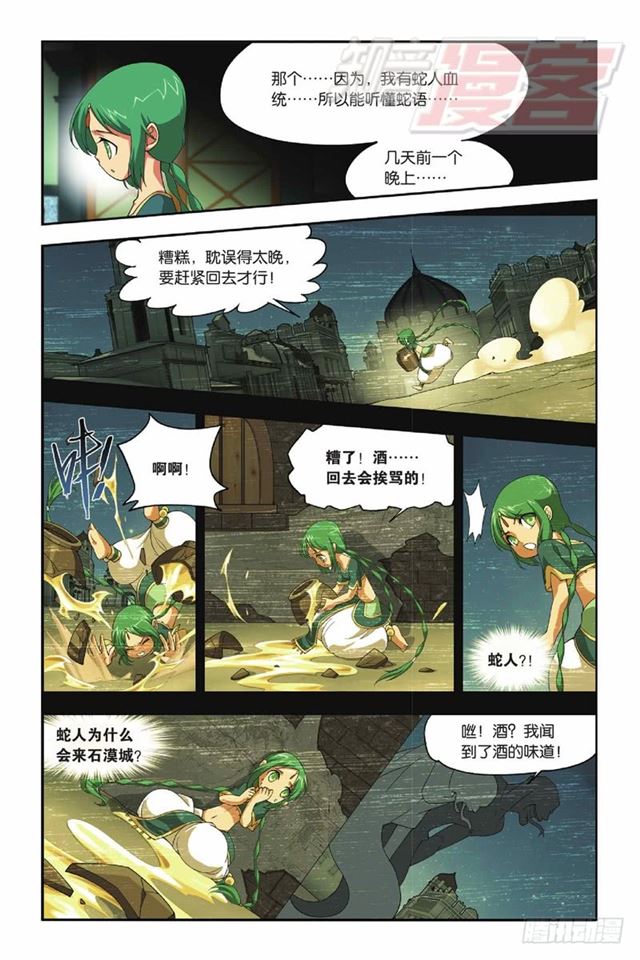 知音漫客
那个……因为，我有蛇人血
统……所以能听懂蛇语……
几天前一个
晚上……
糟糕，耽误得太晚，
要赶紧回去才行！
咔！
啊啊！
糟了！酒……
回去会挨骂的！
蛇人？！
蛇人为什么
会来石漠城？
咝！酒？我闻
到了酒的味道！
腾讯动漫